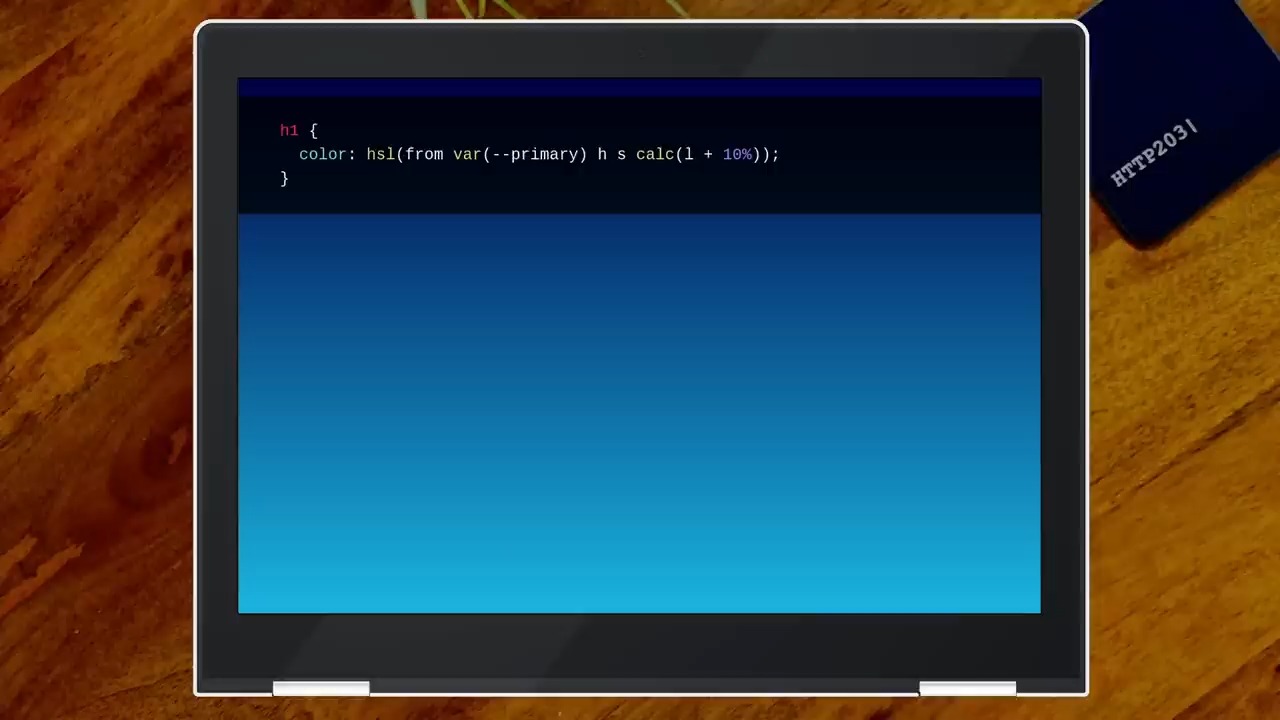 h1 {
  color: hsl(from var(--primary) h s calc(l + 10%));
}
HTTP203|